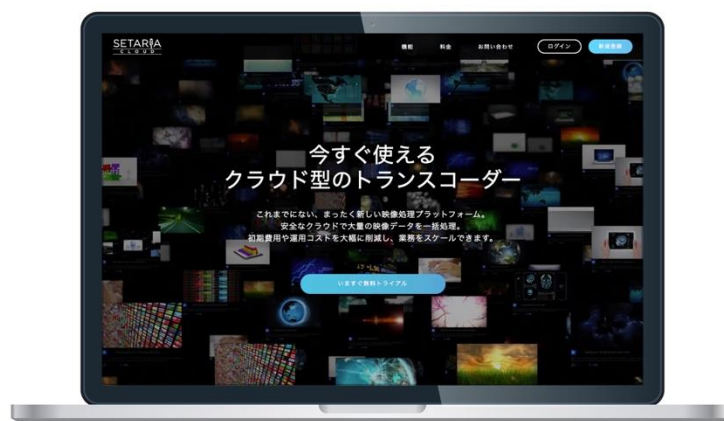 SETARIA
CLOUD
機能 料金 お問い合わせ ログイン 新規登録
今すぐ使える
クラウド型のトランスコーダー
これまでにない、まったく新しい映像処理プラットフォーム。
安全なクラウドで大量の映像データを一括処理。
初期費用や運用コストを大幅に削減し、業務をスケールできます。
いますぐ無料トライアル